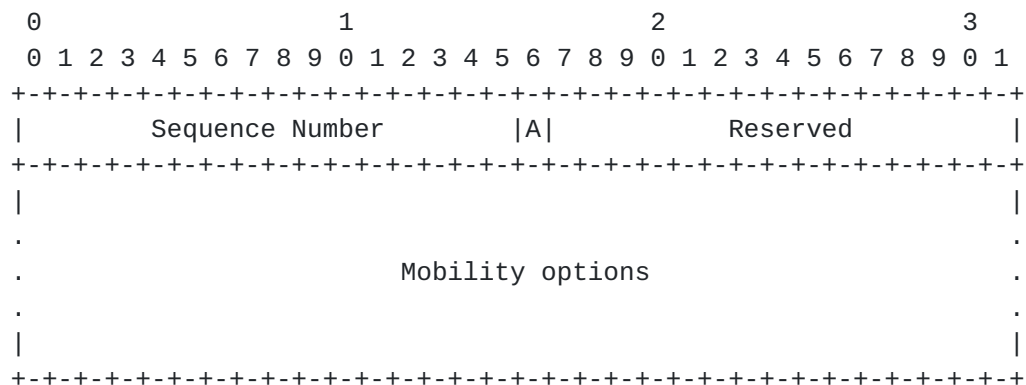 0                   1                   2                   3
 0 1 2 3 4 5 6 7 8 9 0 1 2 3 4 5 6 7 8 9 0 1 2 3 4 5 6 7 8 9 0 1
+-+-+-+-+-+-+-+-+-+-+-+-+-+-+-+-+-+-+-+-+-+-+-+-+-+-+-+-+-+-+-+-+
|        Sequence Number        |A|           Reserved          |
+-+-+-+-+-+-+-+-+-+-+-+-+-+-+-+-+-+-+-+-+-+-+-+-+-+-+-+-+-+-+-+-+
|                                                               |
.                                                               .
.                        Mobility options                       .
.                                                               .
|                                                               |
+-+-+-+-+-+-+-+-+-+-+-+-+-+-+-+-+-+-+-+-+-+-+-+-+-+-+-+-+-+-+-+-+